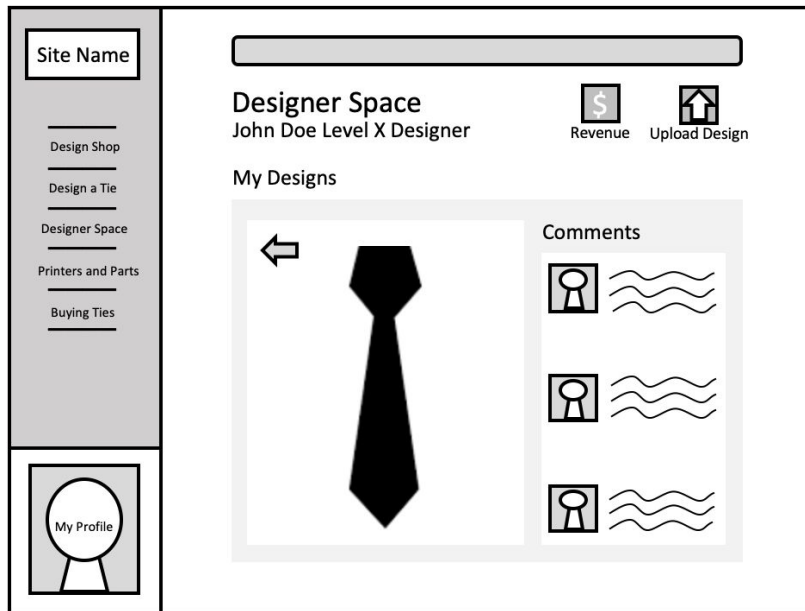 Site Name
Design Shop
Design a Tie
Designer Space
Printers and Parts
Buying Ties
My Profile
Designer Space
John Doe Level X Designer
$
Revenue
Upload Design
My Designs
Comments